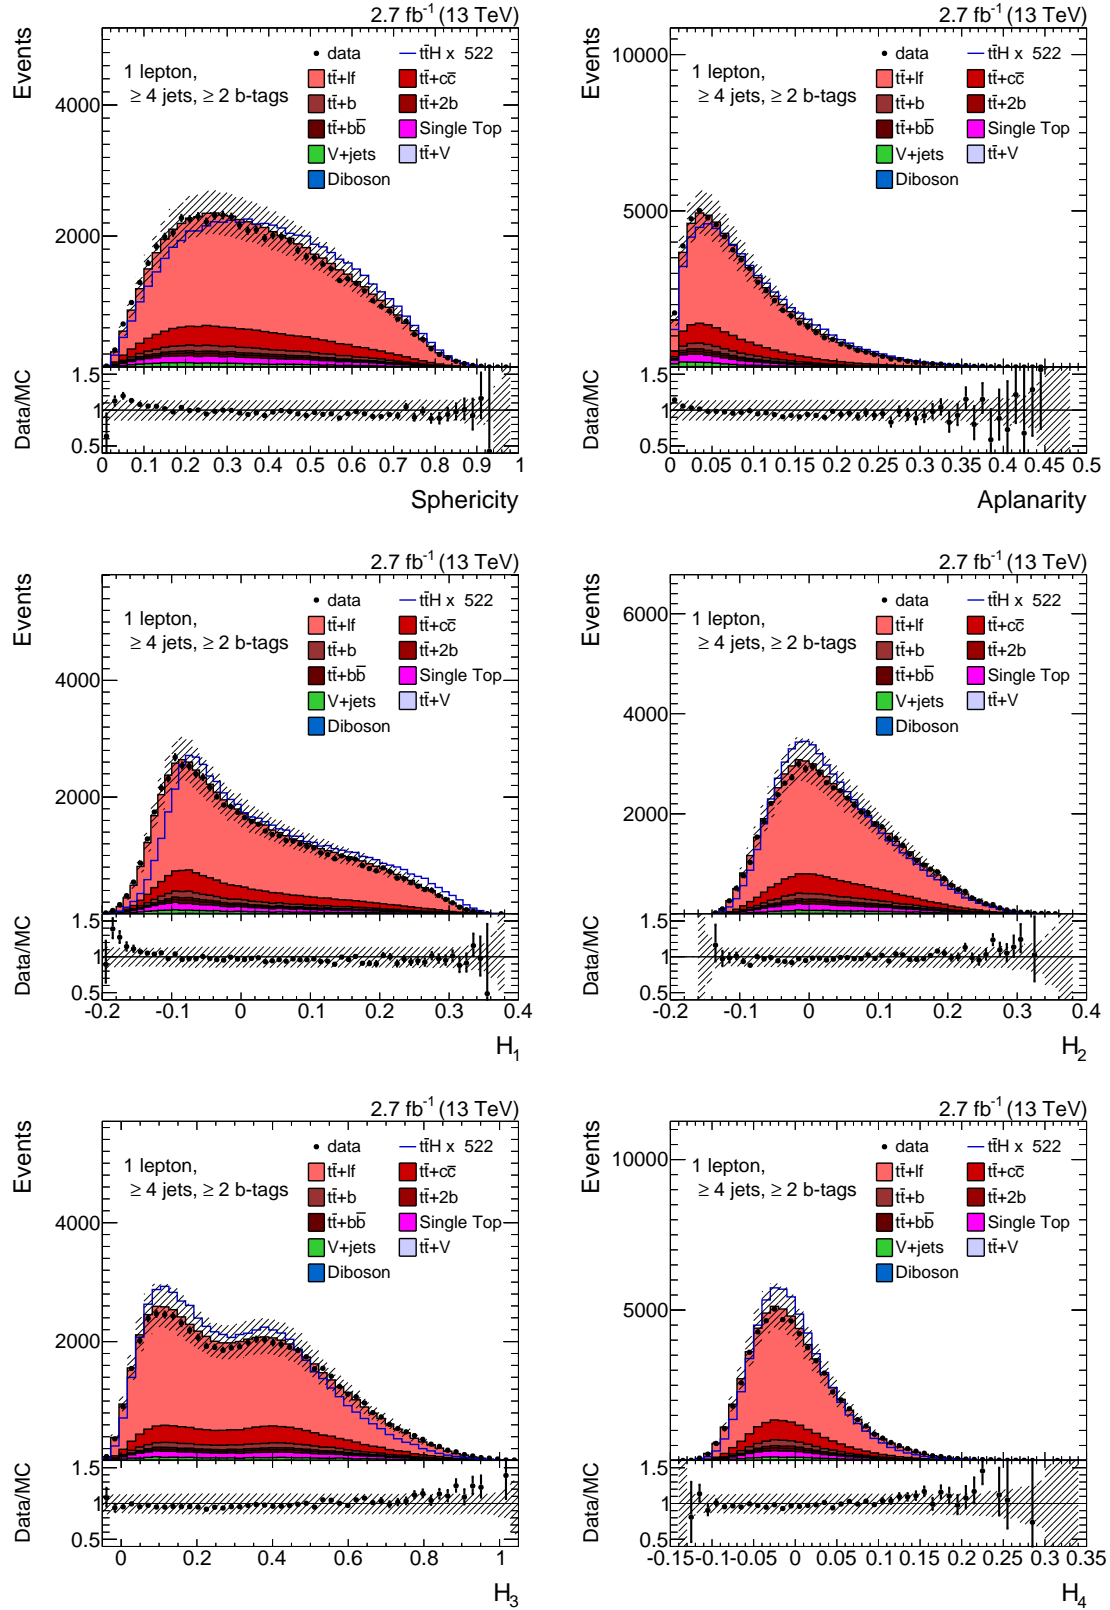 2.7 fb⁻¹ (13 TeV)
Events
1 lepton,
≥ 4 jets, ≥ 2 b-tags
data
tt̄H x 522
tt̄+lf
tt̄+cc̄
tt̄+b
tt̄+2b
tt̄+bb̄
Single Top
V+jets
tt̄+V
Diboson
4000
2000
Data/MC
1.5
1
0.5
0 0.1 0.2 0.3 0.4 0.5 0.6 0.7 0.8 0.9 1
Sphericity
2.7 fb⁻¹ (13 TeV)
Events
1 lepton,
≥ 4 jets, ≥ 2 b-tags
data
tt̄H x 522
tt̄+lf
tt̄+cc̄
tt̄+b
tt̄+2b
tt̄+bb̄
Single Top
V+jets
tt̄+V
Diboson
10000
5000
Data/MC
1.5
1
0.5
0 0.05 0.1 0.15 0.2 0.25 0.3 0.35 0.4 0.45 0.5
Aplanarity
2.7 fb⁻¹ (13 TeV)
Events
1 lepton,
≥ 4 jets, ≥ 2 b-tags
data
tt̄H x 522
tt̄+lf
tt̄+cc̄
tt̄+b
tt̄+2b
tt̄+bb̄
Single Top
V+jets
tt̄+V
Diboson
4000
2000
Data/MC
1.5
1
0.5
-0.2 -0.1 0 0.1 0.2 0.3 0.4
H₁
2.7 fb⁻¹ (13 TeV)
Events
1 lepton,
≥ 4 jets, ≥ 2 b-tags
data
tt̄H x 522
tt̄+lf
tt̄+cc̄
tt̄+b
tt̄+2b
tt̄+bb̄
Single Top
V+jets
tt̄+V
Diboson
6000
4000
2000
Data/MC
1.5
1
0.5
-0.2 -0.1 0 0.1 0.2 0.3 0.4
H₂
2.7 fb⁻¹ (13 TeV)
Events
1 lepton,
≥ 4 jets, ≥ 2 b-tags
data
tt̄H x 522
tt̄+lf
tt̄+cc̄
tt̄+b
tt̄+2b
tt̄+bb̄
Single Top
V+jets
tt̄+V
Diboson
4000
2000
Data/MC
1.5
1
0.5
0 0.2 0.4 0.6 0.8 1
H₃
2.7 fb⁻¹ (13 TeV)
Events
1 lepton,
≥ 4 jets, ≥ 2 b-tags
data
tt̄H x 522
tt̄+lf
tt̄+cc̄
tt̄+b
tt̄+2b
tt̄+bb̄
Single Top
V+jets
tt̄+V
Diboson
10000
5000
Data/MC
1.5
1
0.5
-0.15 -0.1 -0.05 0 0.05 0.1 0.15 0.2 0.25 0.3 0.35
H₄